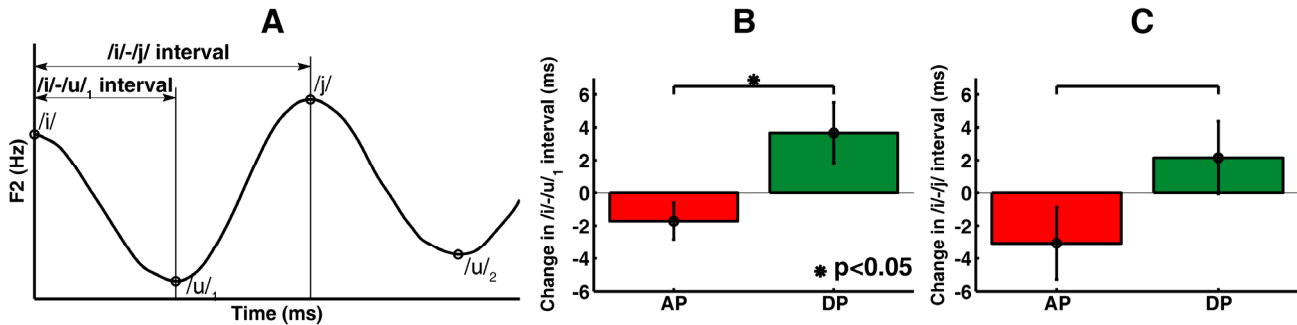 A
/i/-/j/ interval
/i/-/u/₁ interval
/i/
/j/
/u/₁
/u/₂
F2 (Hz)
Time (ms)
B
Change in /i/-/u/₁ interval (ms)
6
4
2
0
-2
-4
-6
*
* p<0.05
AP DP
C
Change in /i/-/j/ interval (ms)
6
4
2
0
-2
-4
-6
AP DP